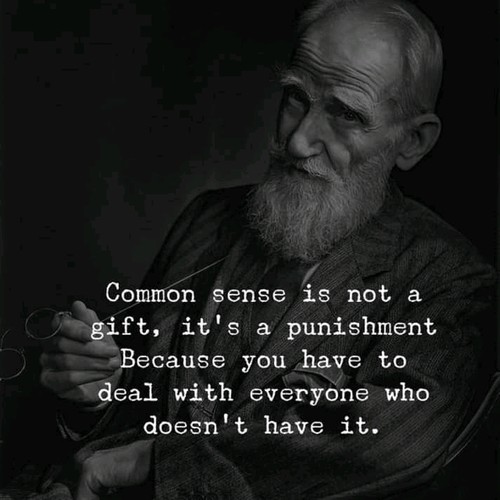 Common sense is not a
gift, it's a punishment
Because you have to
deal with everyone who
doesn't have it.